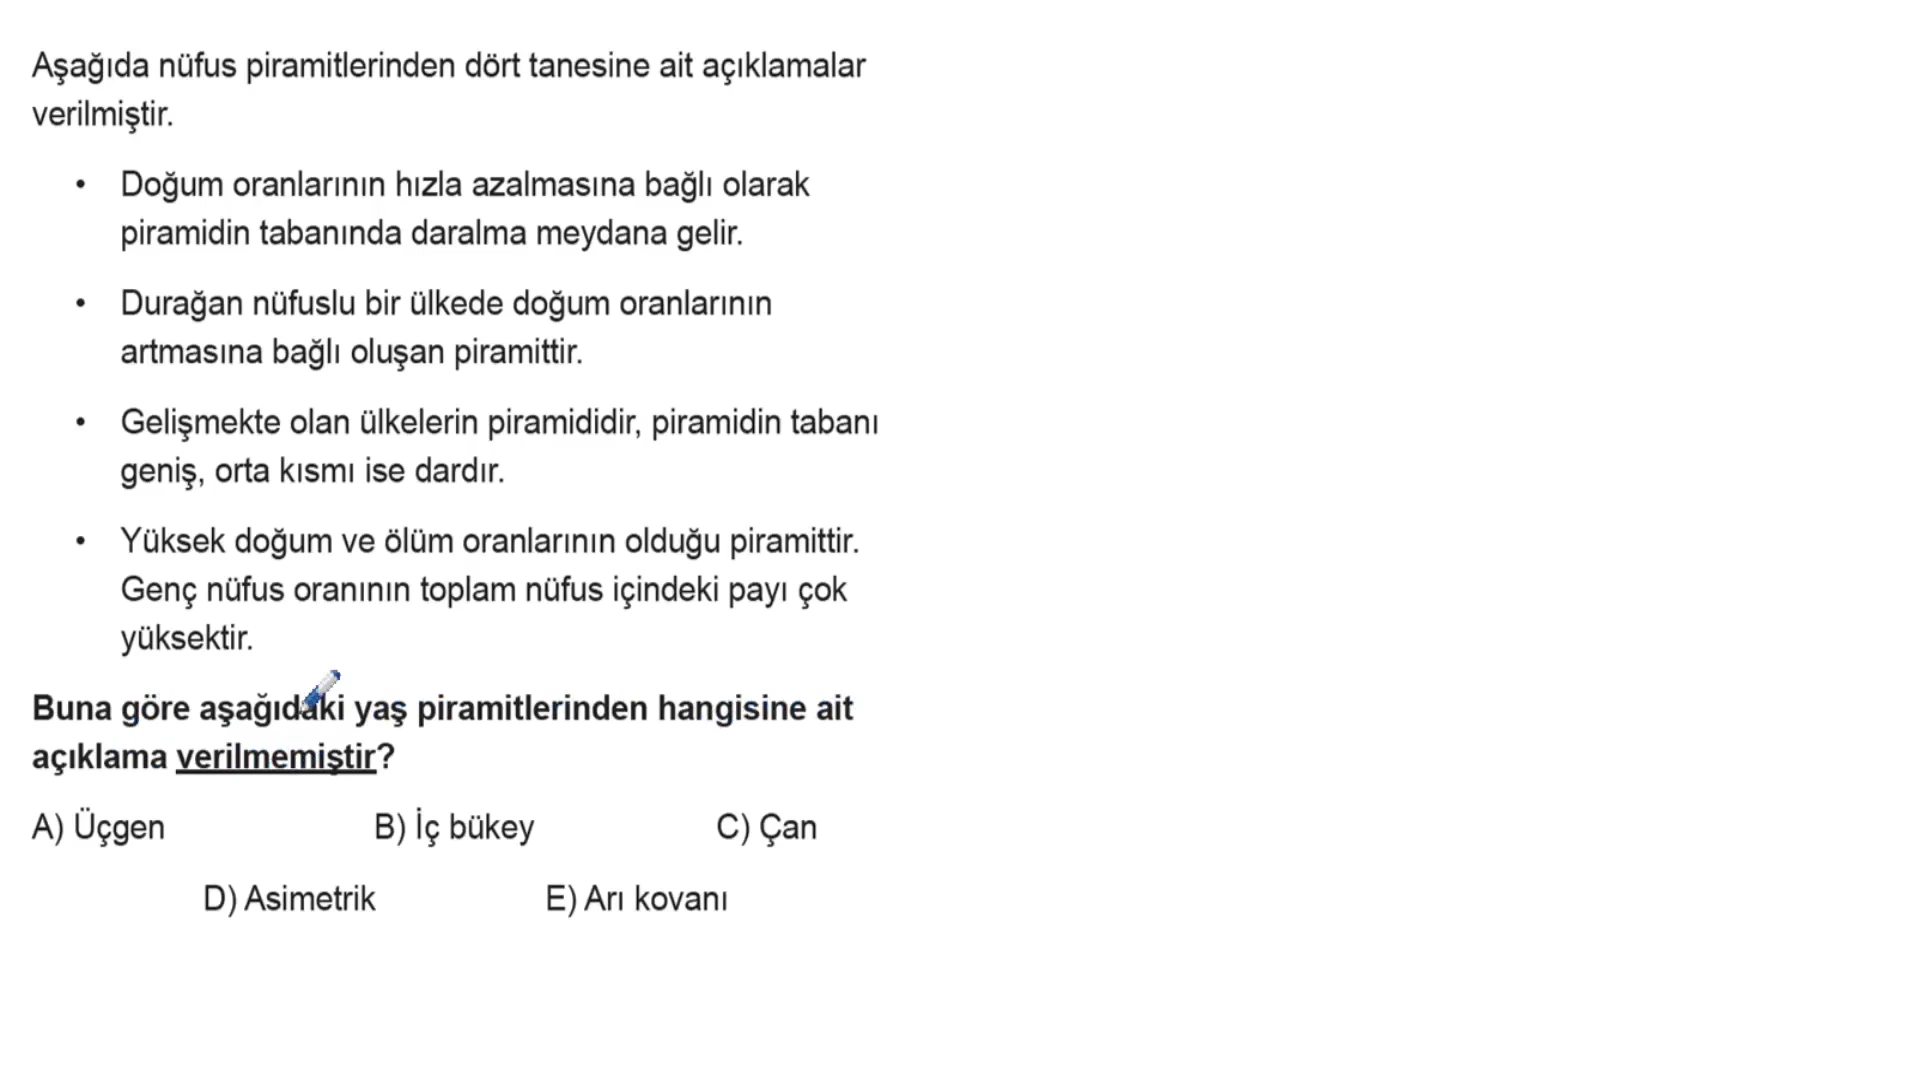 Aşağıda nüfus piramitlerinden dört tanesine ait açıklamalar
verilmiştir.
• Doğum oranlarının hızla azalmasına bağlı olarak
piramidin tabanında daralma meydana gelir.
• Durağan nüfuslu bir ülkede doğum oranlarının
artmasına bağlı oluşan piramittir.
• Gelişmekte olan ülkelerin piramididir, piramidin tabanı
geniş, orta kısmı ise dardır.
• Yüksek doğum ve ölüm oranlarının olduğu piramittir.
Genç nüfus oranının toplam nüfus içindeki payı çok
yüksektir.
Buna göre aşağıdaki yaş piramitlerinden hangisine ait
açıklama verilmemiştir?
A) Üçgen B) İç bükey C) Çan
D) Asimetrik E) Arı kovanı